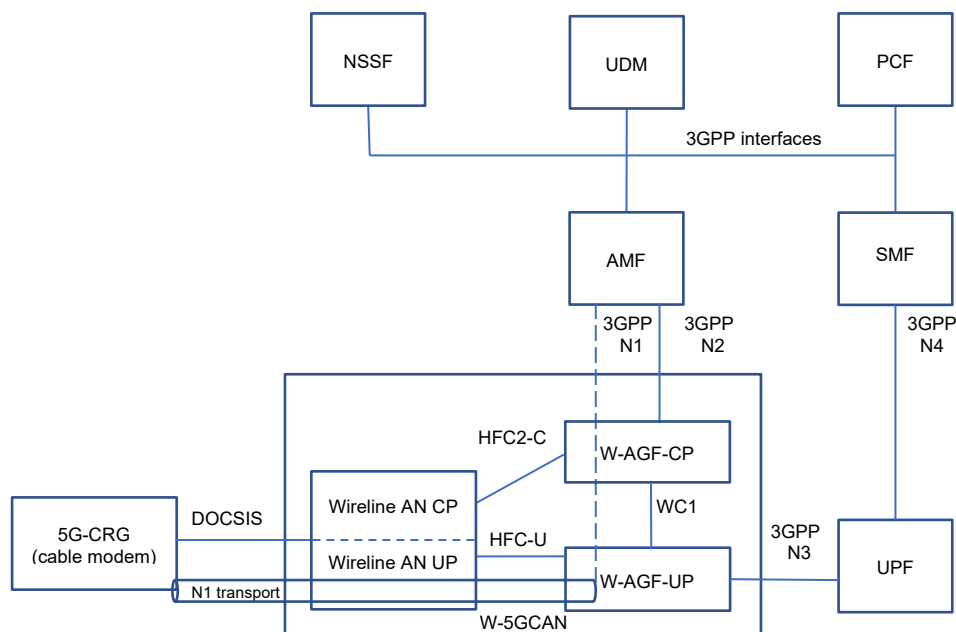 NSSF
UDM
PCF
3GPP interfaces
AMF
SMF
3GPP
N1
3GPP
N2
3GPP
N4
HFC2-C
W-AGF-CP
Wireline AN CP
WC1
DOCSIS
5G-CRG
(cable modem)
HFC-U
Wireline AN UP
3GPP
N3
W-AGF-UP
UPF
N1 transport
W-5GCAN